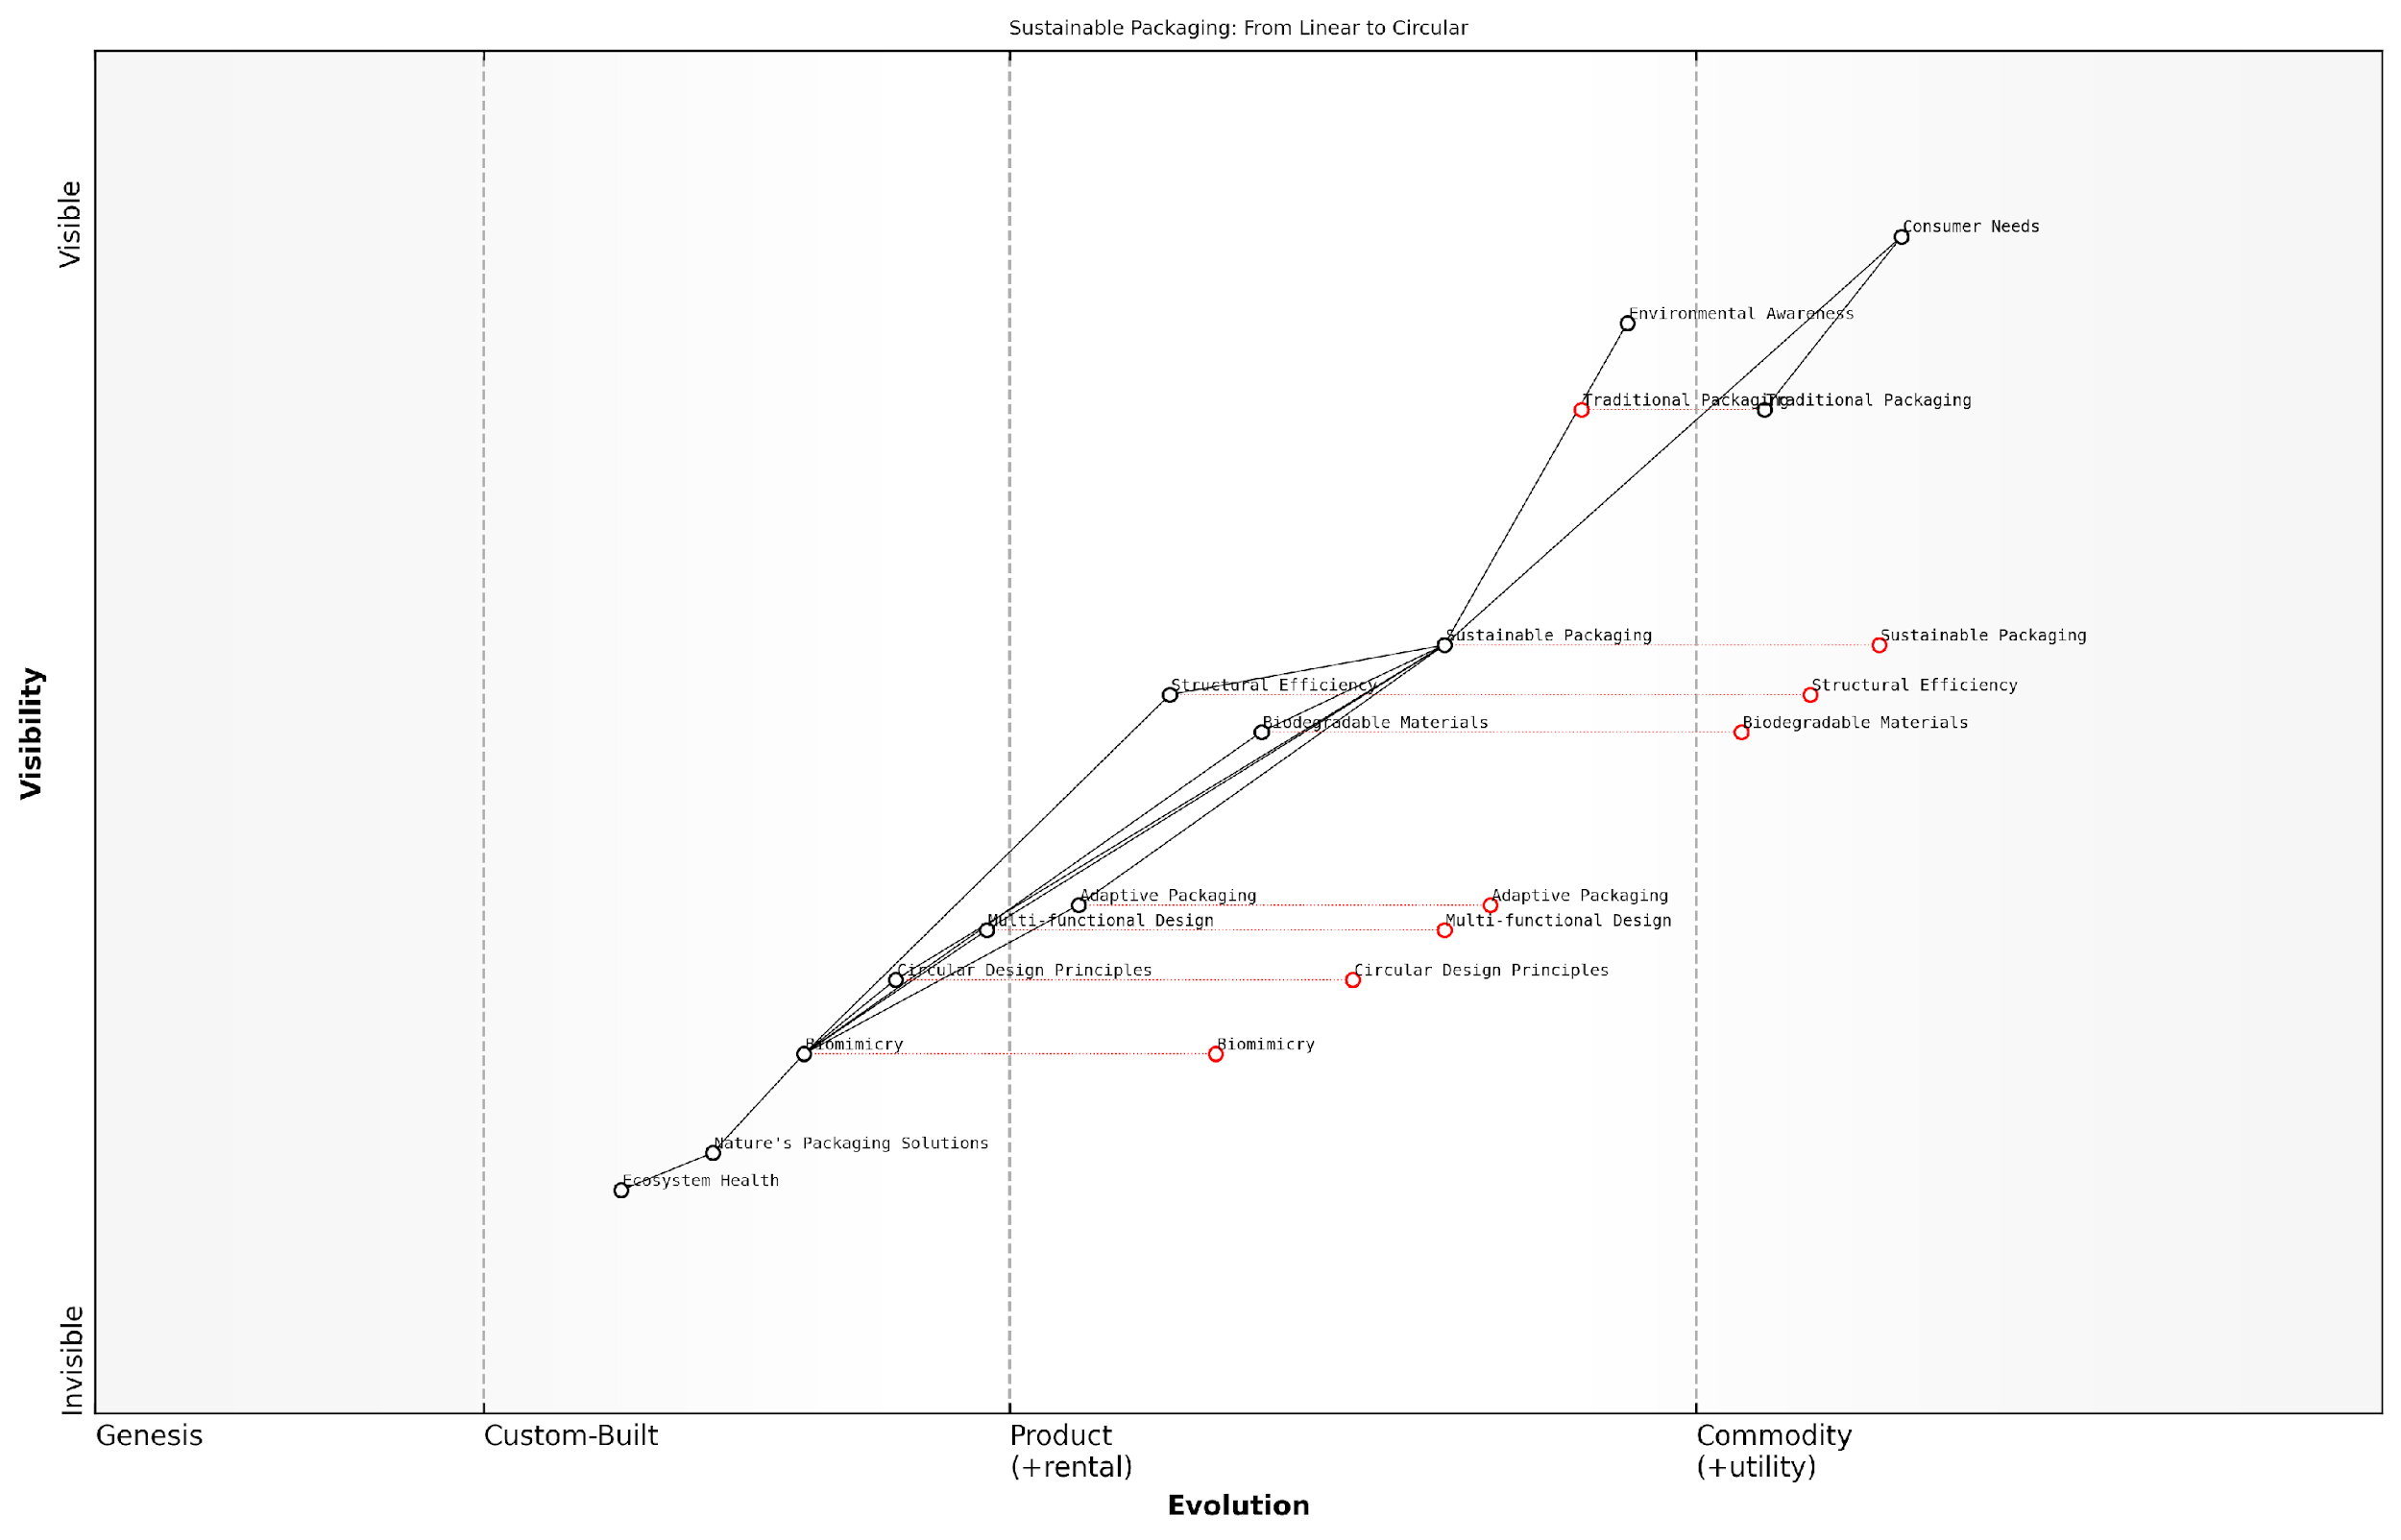 Sustainable Packaging: From Linear to Circular
Visible
Consumer Needs
Environmental Awareness
Traditional Packaging
Traditional Packaging
Sustainable Packaging
Sustainable Packaging
Structural Efficiency
Structural Efficiency
Biodegradable Materials
Biodegradable Materials
Visibility
Adaptive Packaging
Adaptive Packaging
Multi-functional Design
Multi-functional Design
Circular Design Principles
Circular Design Principles
Biomimicry
Biomimicry
Nature's Packaging Solutions
Ecosystem Health
Invisible
Genesis
Custom-Built
Product
(+rental)
Commodity
(+utility)
Evolution